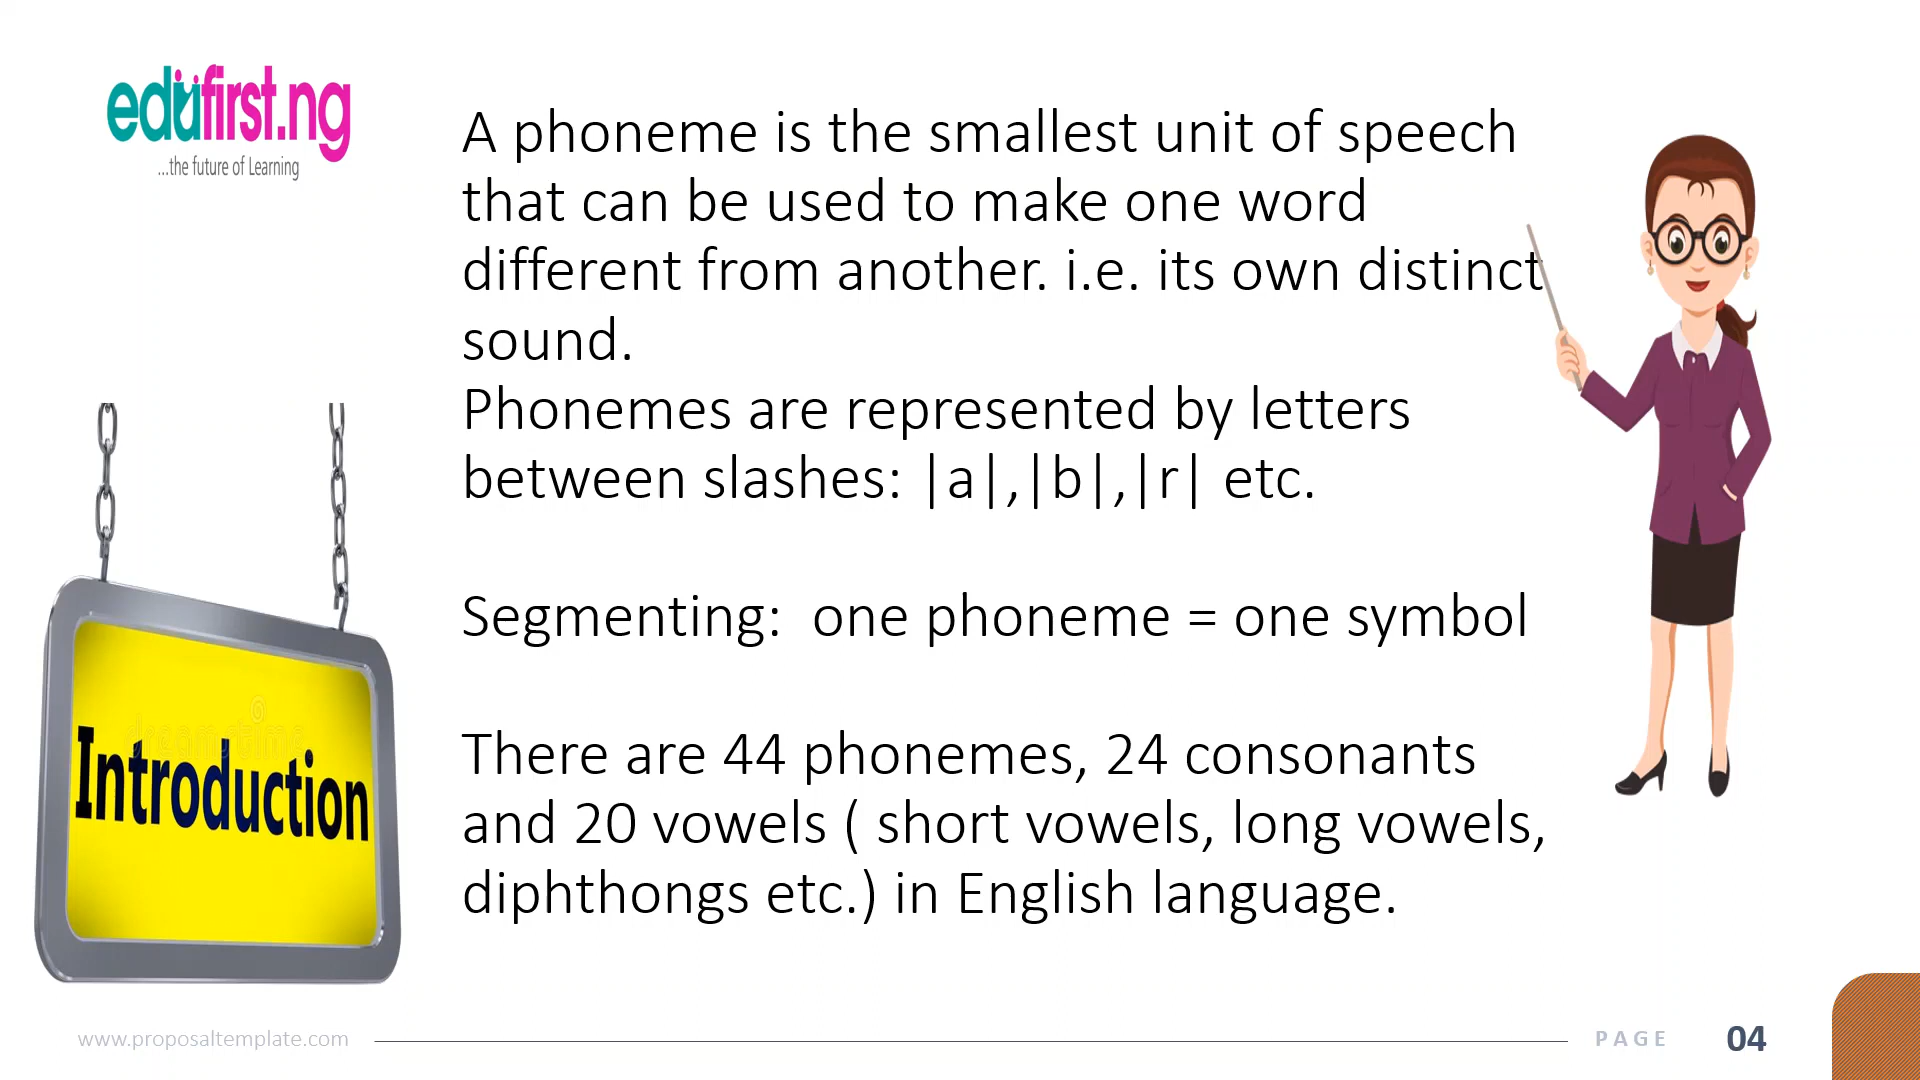 edufirst.ng
...the future of Learning
A phoneme is the smallest unit of speech
that can be used to make one word
different from another. i.e. its own distinct
sound.
Phonemes are represented by letters
between slashes: |a|,|b|,|r| etc.
Segmenting:  one phoneme = one symbol
There are 44 phonemes, 24 consonants
and 20 vowels ( short vowels, long vowels,
diphthongs etc.) in English language.
dreamstime
Introduction
www.proposaltemplate.com
PAGE 04